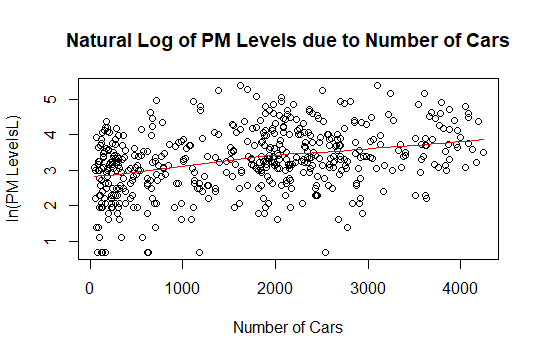 Natural Log of PM Levels due to Number of Cars
ln(PM LevelsL)
5
4
3
2
1
0 1000 2000 3000 4000
Number of Cars